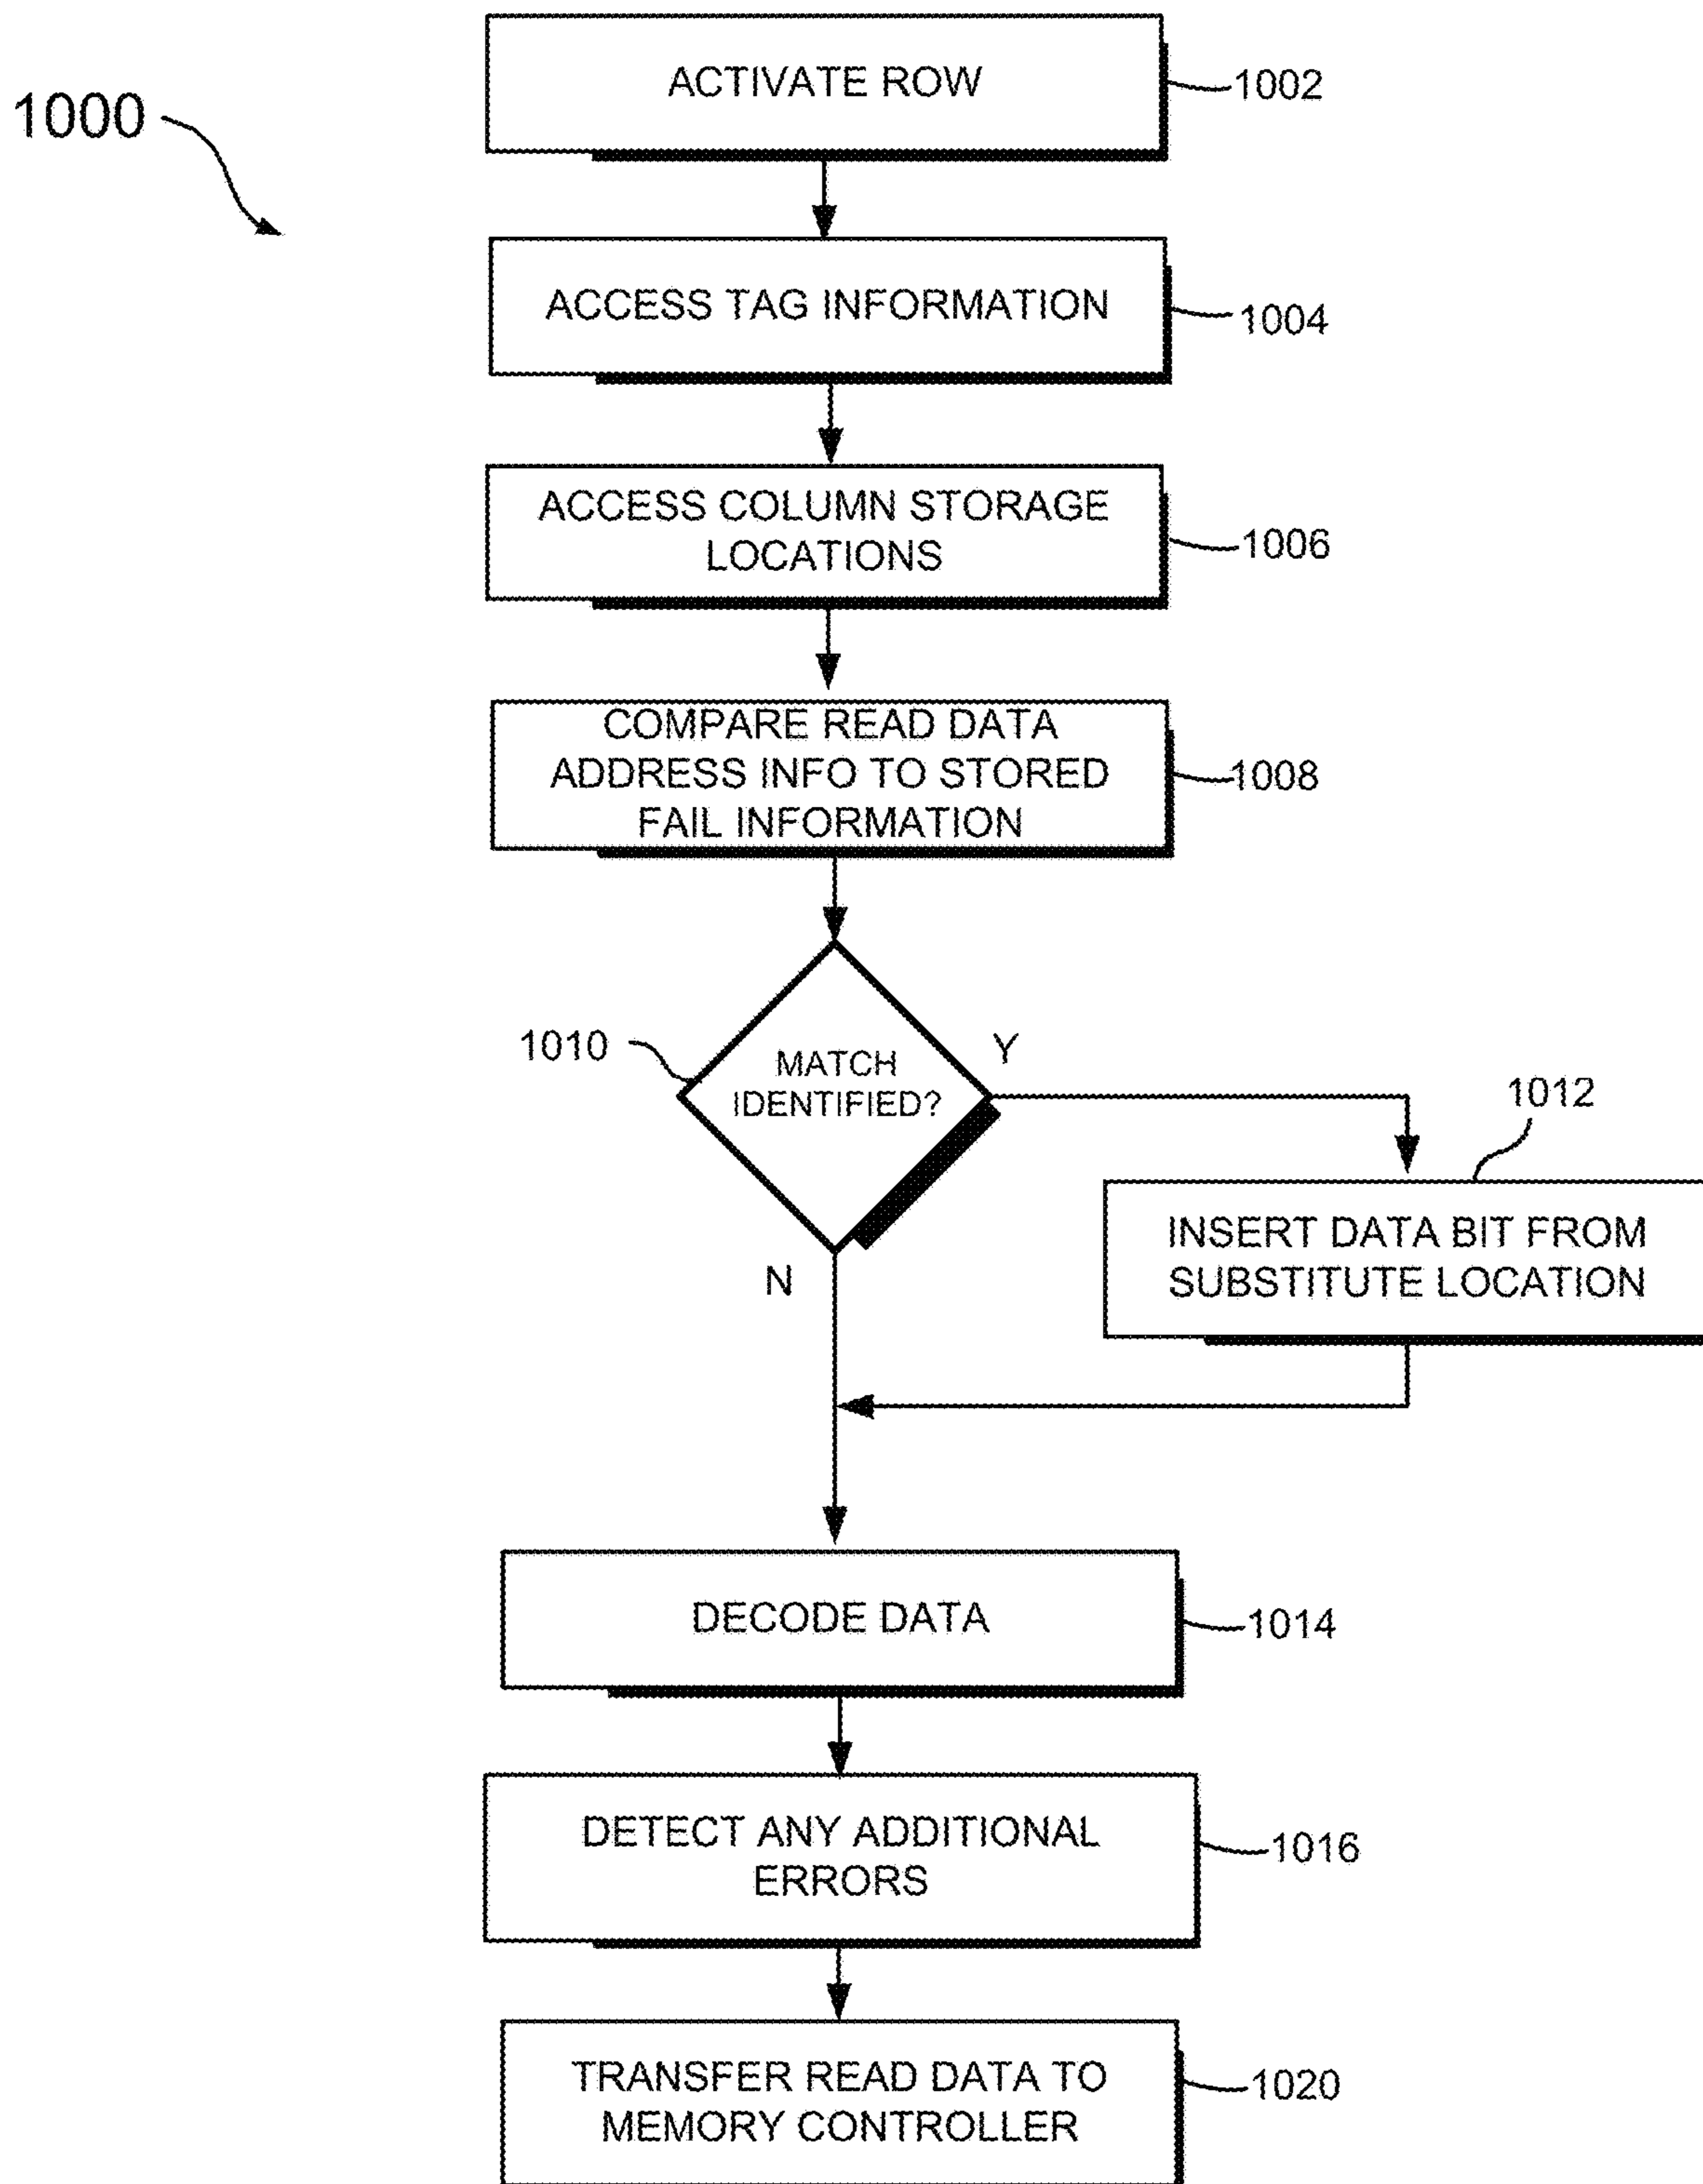 1000
ACTIVATE ROW
1002
ACCESS TAG INFORMATION
1004
ACCESS COLUMN STORAGE
LOCATIONS
1006
COMPARE READ DATA
ADDRESS INFO TO STORED
FAIL INFORMATION
1008
1010
MATCH
IDENTIFIED?
Y
N
1012
INSERT DATA BIT FROM
SUBSTITUTE LOCATION
DECODE DATA
1014
DETECT ANY ADDITIONAL
ERRORS
1016
TRANSFER READ DATA TO
MEMORY CONTROLLER
1020